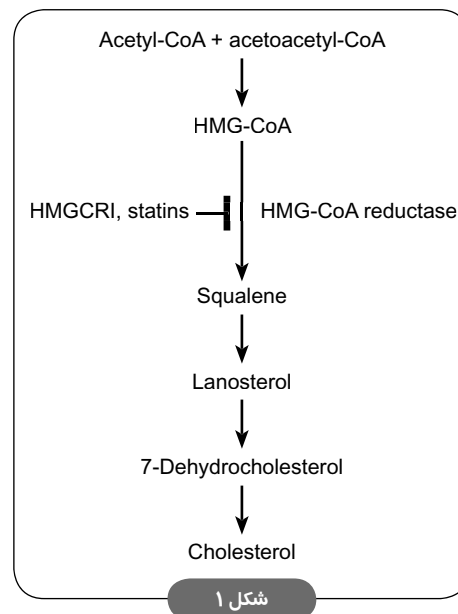 Acetyl-CoA + acetoacetyl-CoA
HMG-CoA
HMGCRI, statins HMG-CoA reductase
Squalene
Lanosterol
7-Dehydrocholesterol
Cholesterol
شکل ۱